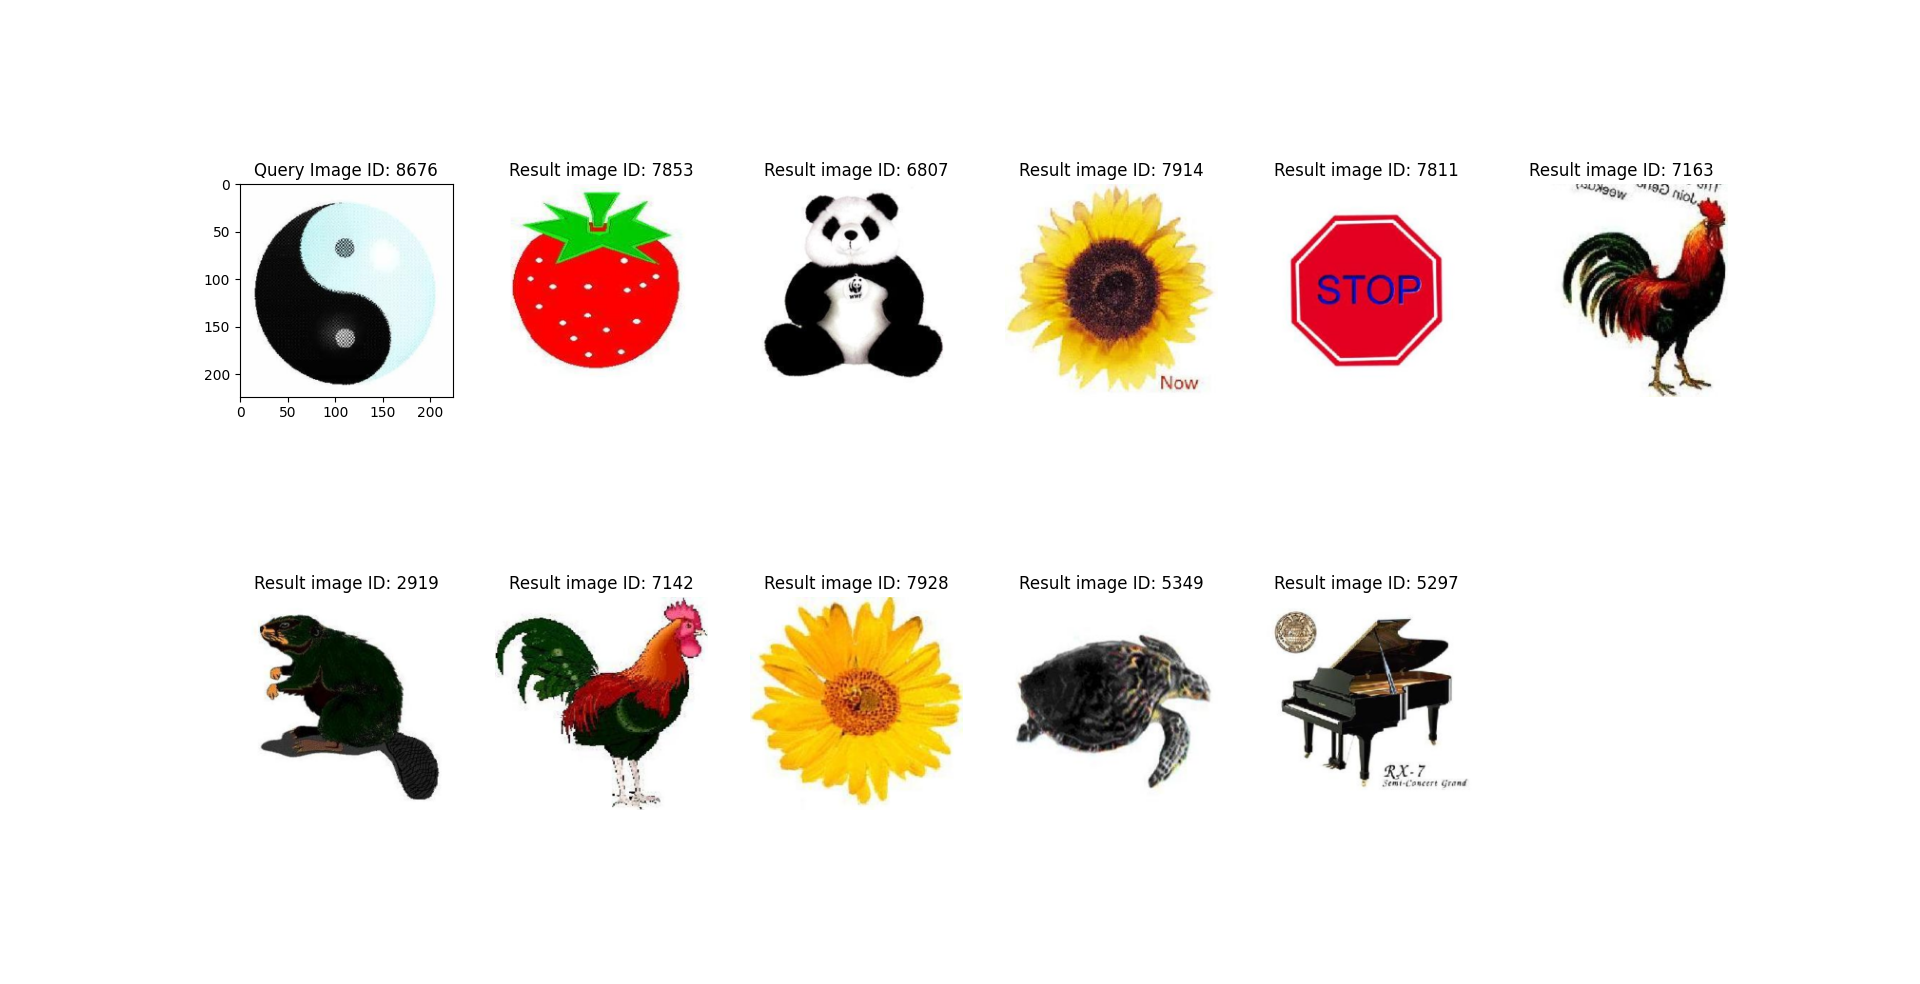 Query Image ID: 8676
Result image ID: 7853
Result image ID: 6807
Result image ID: 7914
Result image ID: 7811
Result image ID: 7163
0
50
100
150
200
0 50 100 150 200
WWF
Now
STOP
Join
Result image ID: 2919
Result image ID: 7142
Result image ID: 7928
Result image ID: 5349
Result image ID: 5297
RX-7
Semi-Concert Grand